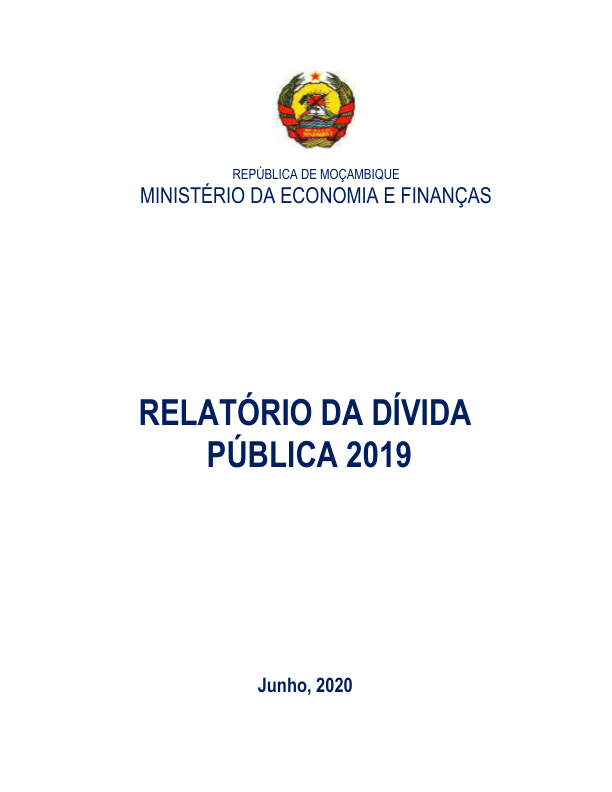 REPÚBLICA DE MOÇAMBIQUE
MINISTÉRIO DA ECONOMIA E FINANÇAS
RELATÓRIO DA DÍVIDA
PÚBLICA 2019
Junho, 2020